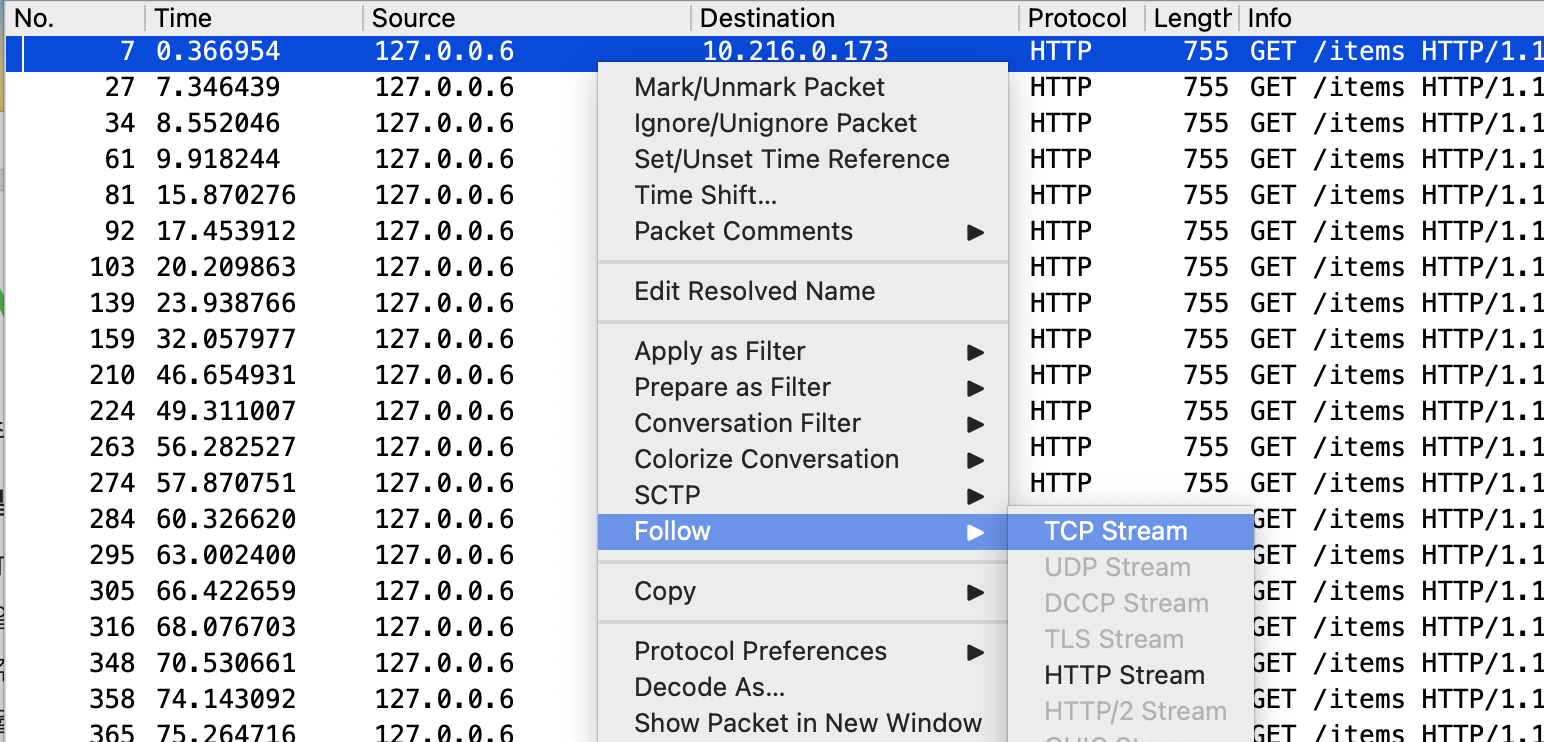 No. Time Source Destination Protocol Length Info
7 0.366954 127.0.0.6 10.216.0.173 HTTP 755 GET /items HTTP/1.1
27 7.346439 127.0.0.6 Mark/Unmark Packet HTTP 755 GET /items HTTP/1.1
34 8.552046 127.0.0.6 Ignore/Unignore Packet HTTP 755 GET /items HTTP/1.1
61 9.918244 127.0.0.6 Set/Unset Time Reference HTTP 755 GET /items HTTP/1.1
81 15.870276 127.0.0.6 Time Shift... HTTP 755 GET /items HTTP/1.1
92 17.453912 127.0.0.6 Packet Comments HTTP 755 GET /items HTTP/1.1
103 20.209863 127.0.0.6 HTTP 755 GET /items HTTP/1.1
139 23.938766 127.0.0.6 Edit Resolved Name HTTP 755 GET /items HTTP/1.1
159 32.057977 127.0.0.6 Apply as Filter HTTP 755 GET /items HTTP/1.1
210 46.654931 127.0.0.6 Prepare as Filter HTTP 755 GET /items HTTP/1.1
224 49.311007 127.0.0.6 Conversation Filter HTTP 755 GET /items HTTP/1.1
263 56.282527 127.0.0.6 Colorize Conversation HTTP 755 GET /items HTTP/1.1
274 57.870751 127.0.0.6 SCTP HTTP 755 GET /items HTTP/1.1
284 60.326620 127.0.0.6 Follow TCP Stream GET /items HTTP/1.1
295 63.002400 127.0.0.6 UDP Stream GET /items HTTP/1.1
305 66.422659 127.0.0.6 Copy DCCP Stream GET /items HTTP/1.1
316 68.076703 127.0.0.6 TLS Stream GET /items HTTP/1.1
348 70.530661 127.0.0.6 Protocol Preferences HTTP Stream GET /items HTTP/1.1
358 74.143092 127.0.0.6 Decode As... HTTP/2 Stream GET /items HTTP/1.1
365 75.264716 127.0.0.6 Show Packet in New Window GET /items HTTP/1.1